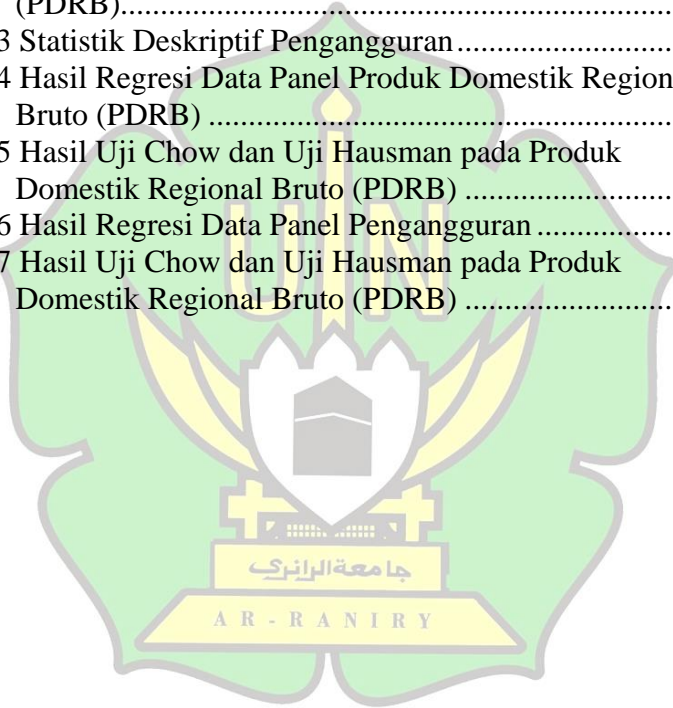 (PDRB)..........................................................................
3 Statistik Deskriptif Pengangguran.............................
4 Hasil Regresi Data Panel Produk Domestik Region
Bruto (PDRB) ..............................................................
5 Hasil Uji Chow dan Uji Hausman pada Produk
Domestik Regional Bruto (PDRB) ...........................
6 Hasil Regresi Data Panel Pengangguran .................
7 Hasil Uji Chow dan Uji Hausman pada Produk
Domestik Regional Bruto (PDRB) ...........................
UIN
جامعة الرانري
AR-RANIRY